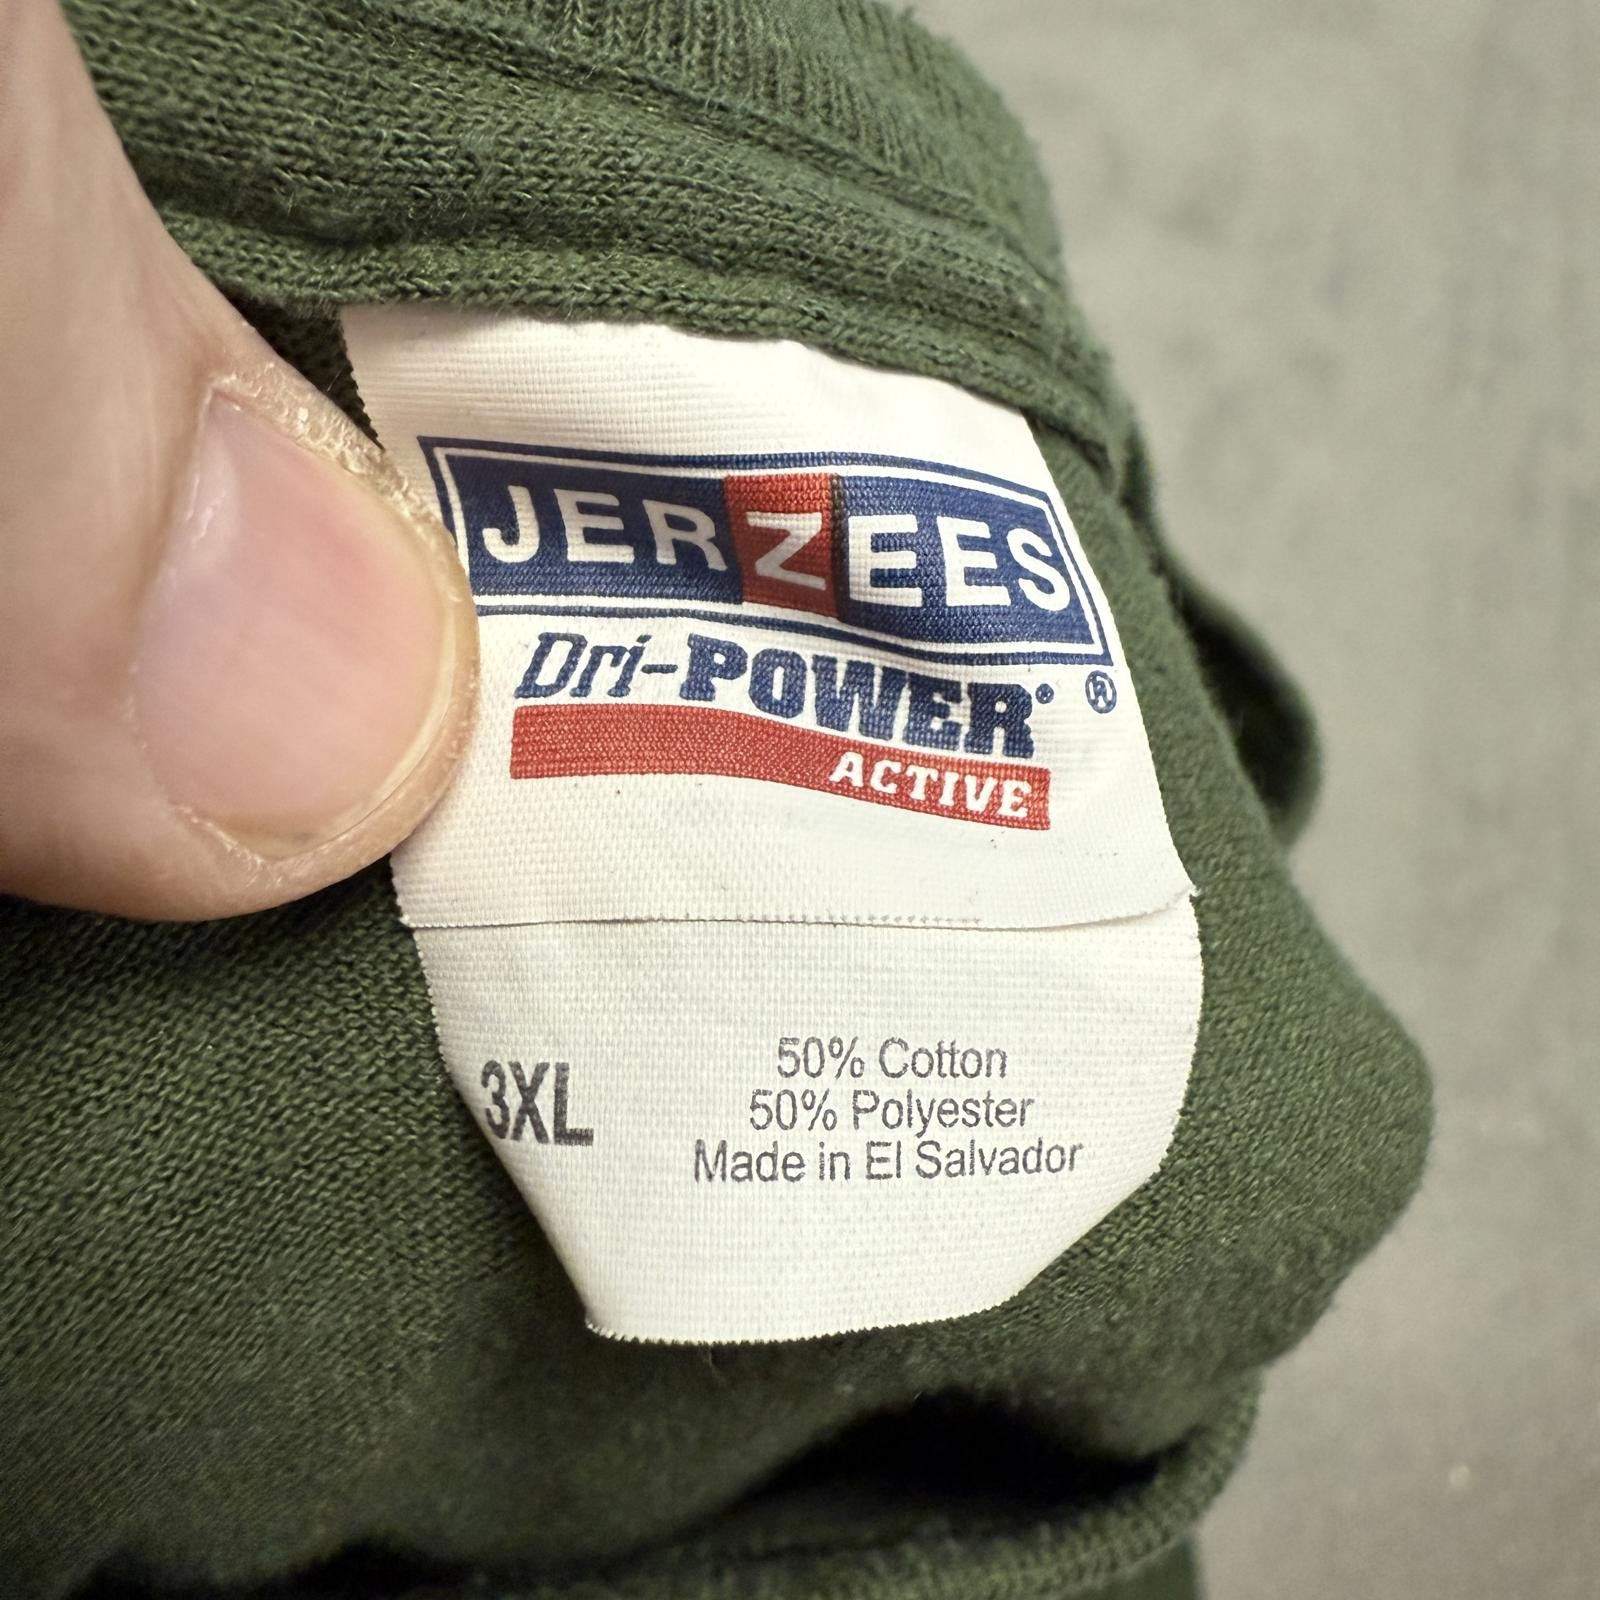 JERZEES
®
Dri-POWER®
ACTIVE
3XL
50% Cotton
50% Polyester
Made in El Salvador